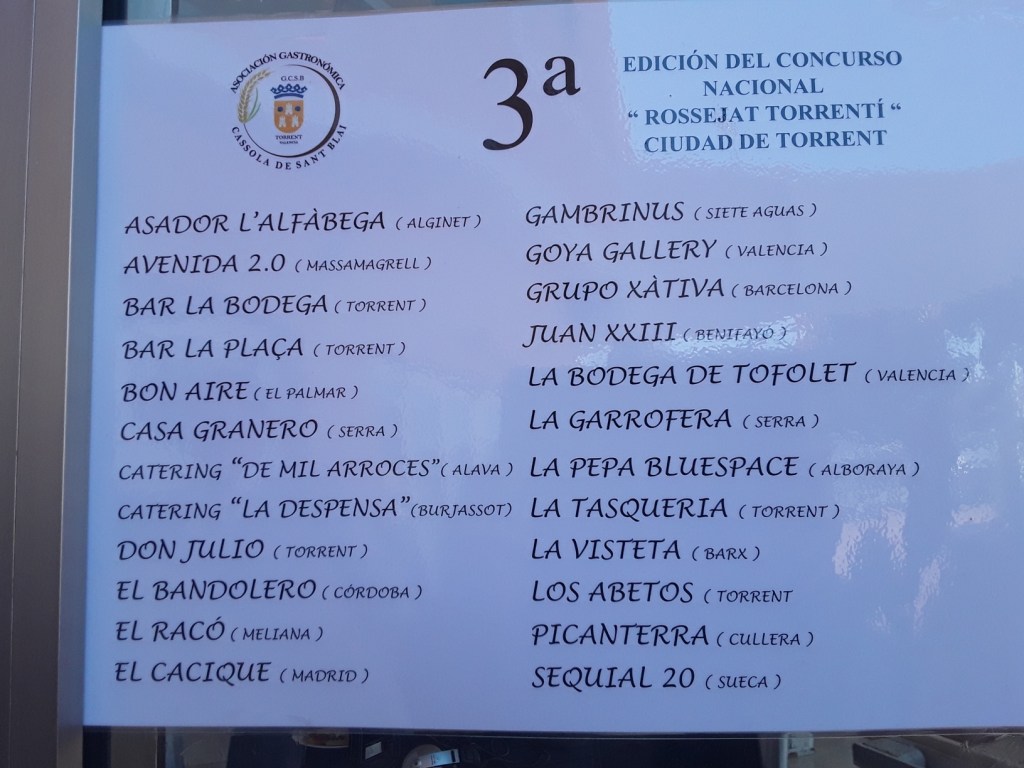 ASOCIACIÓN GASTRONÓMICA
G.C.S.B
TORRENT
VALENCIA
CASSOLA DE SANT BLAI
3ª
EDICIÓN DEL CONCURSO
NACIONAL
“ ROSSEJAT TORRENTÍ “
CIUDAD DE TORRENT
ASADOR L’ALFÀBEGA ( ALGINET )
AVENIDA 2.0 ( MASSAMAGRELL )
BAR LA BODEGA ( TORRENT )
BAR LA PLAÇA ( TORRENT )
BON AIRE ( EL PALMAR )
CASA GRANERO ( SERRA )
CATERING “DE MIL ARROCES” ( ALAVA )
CATERING “LA DESPENSA” (BURJASSOT)
DON JULIO ( TORRENT )
EL BANDOLERO ( CÓRDOBA )
EL RACÓ ( MELIANA )
EL CACIQUE ( MADRID )
GAMBRINUS ( SIETE AGUAS )
GOYA GALLERY ( VALENCIA )
GRUPO XÀTIVA ( BARCELONA )
JUAN XXIII ( BENIFAYÓ )
LA BODEGA DE TOFOLET ( VALENCIA )
LA GARROFERA ( SERRA )
LA PEPA BLUESPACE ( ALBORAYA )
LA TASQUERIA ( TORRENT )
LA VISTETA ( BARX )
LOS ABETOS ( TORRENT
PICANTERRA ( CULLERA )
SEQUIAL 20 ( SUECA )